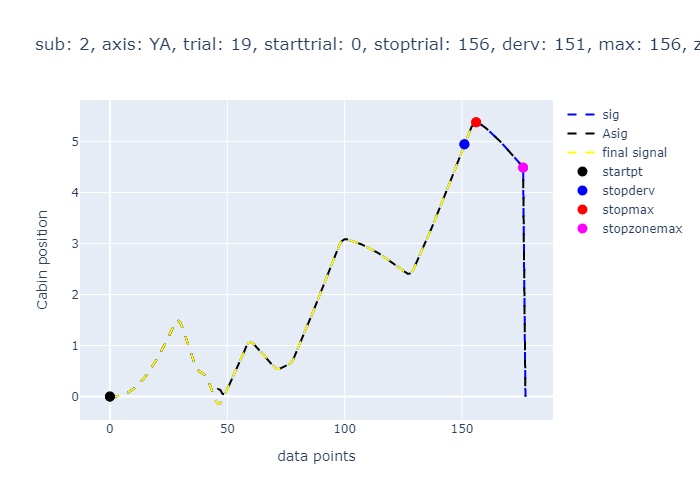 sub: 2, axis: YA, trial: 19, starttrial: 0, stoptrial: 156, derv: 151, max: 156, z
Cabin position
5
4
3
2
1
0
0 50 100 150
data points
sig
Asig
final signal
startpt
stopderv
stopmax
stopzonemax